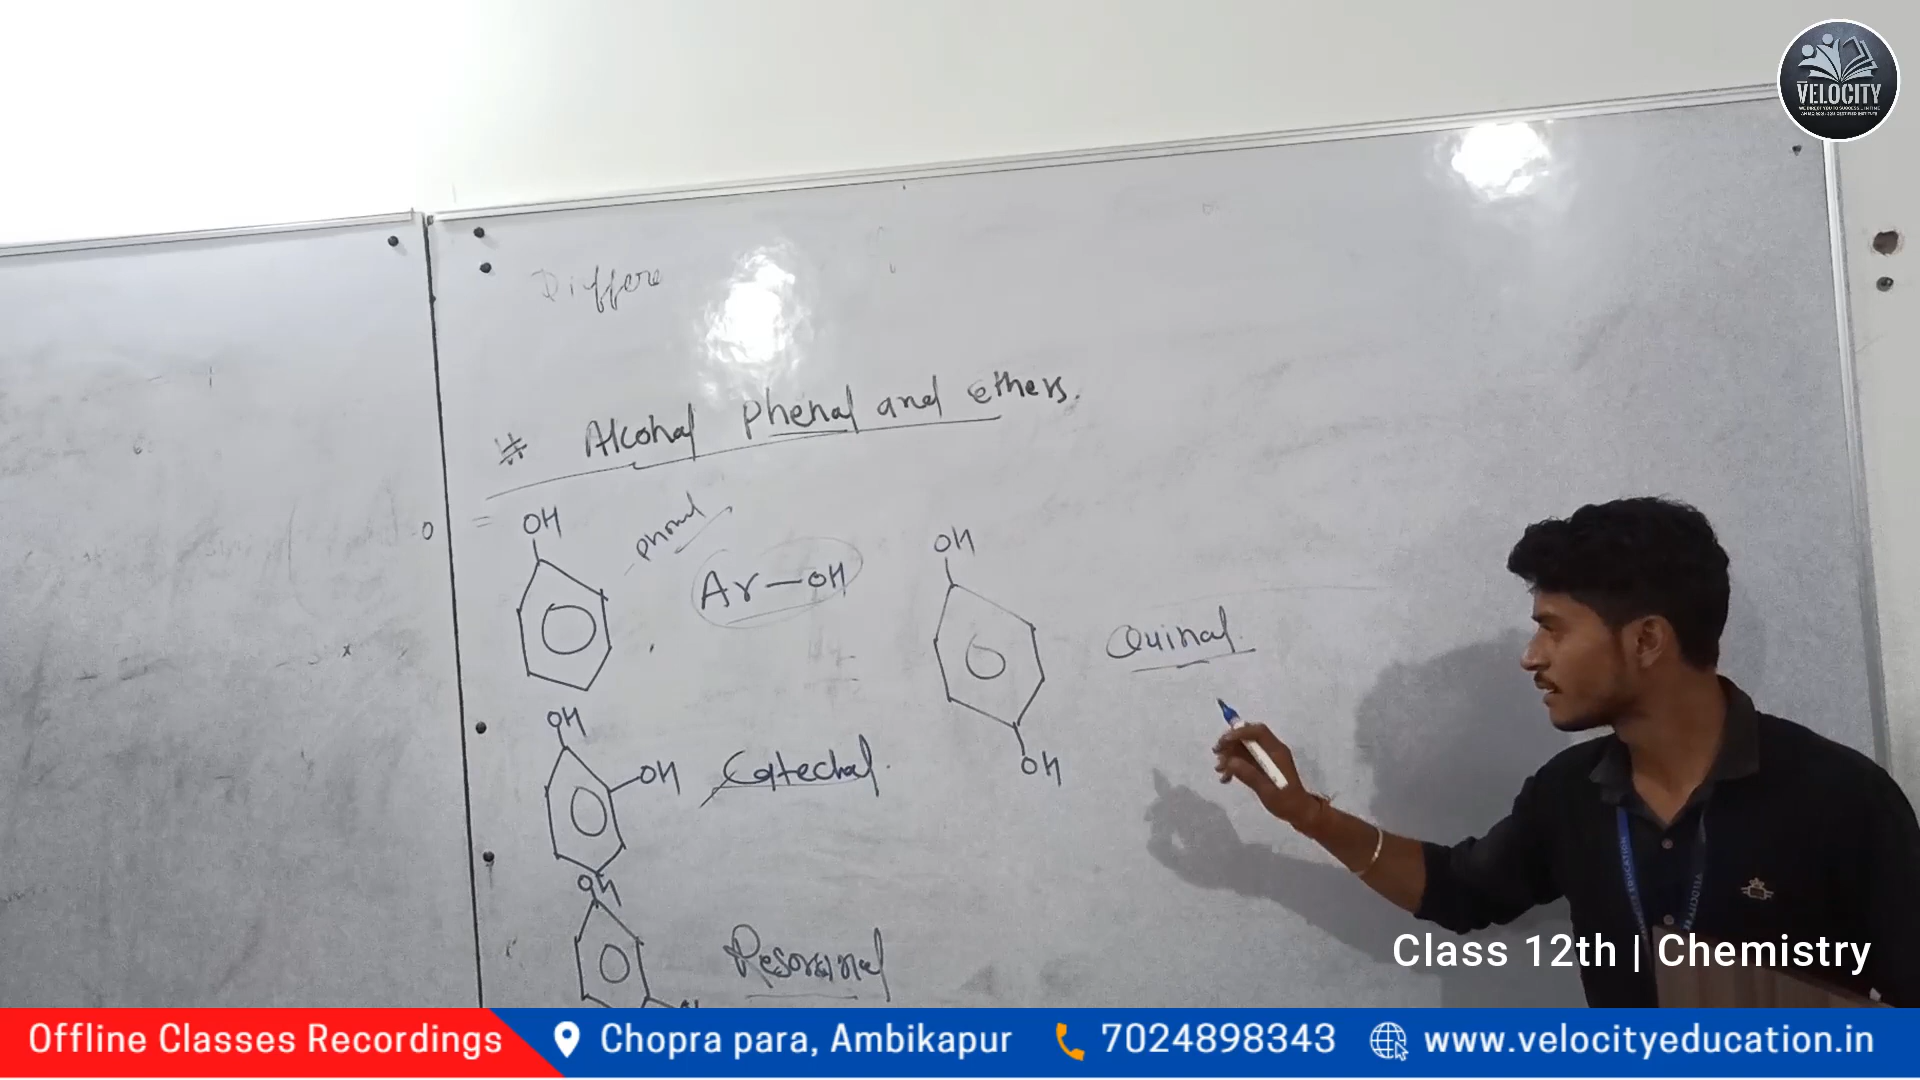 VELOCITY
Differe
# Alcohol Phenol and ethers.
OH
phenol
Ar—OH
OH
Quinol.
OH
OH
OH
Catechol.
OH
Resorcinol
Class 12th | Chemistry
Offline Classes Recordings
Chopra para, Ambikapur
7024898343
www.velocityeducation.in